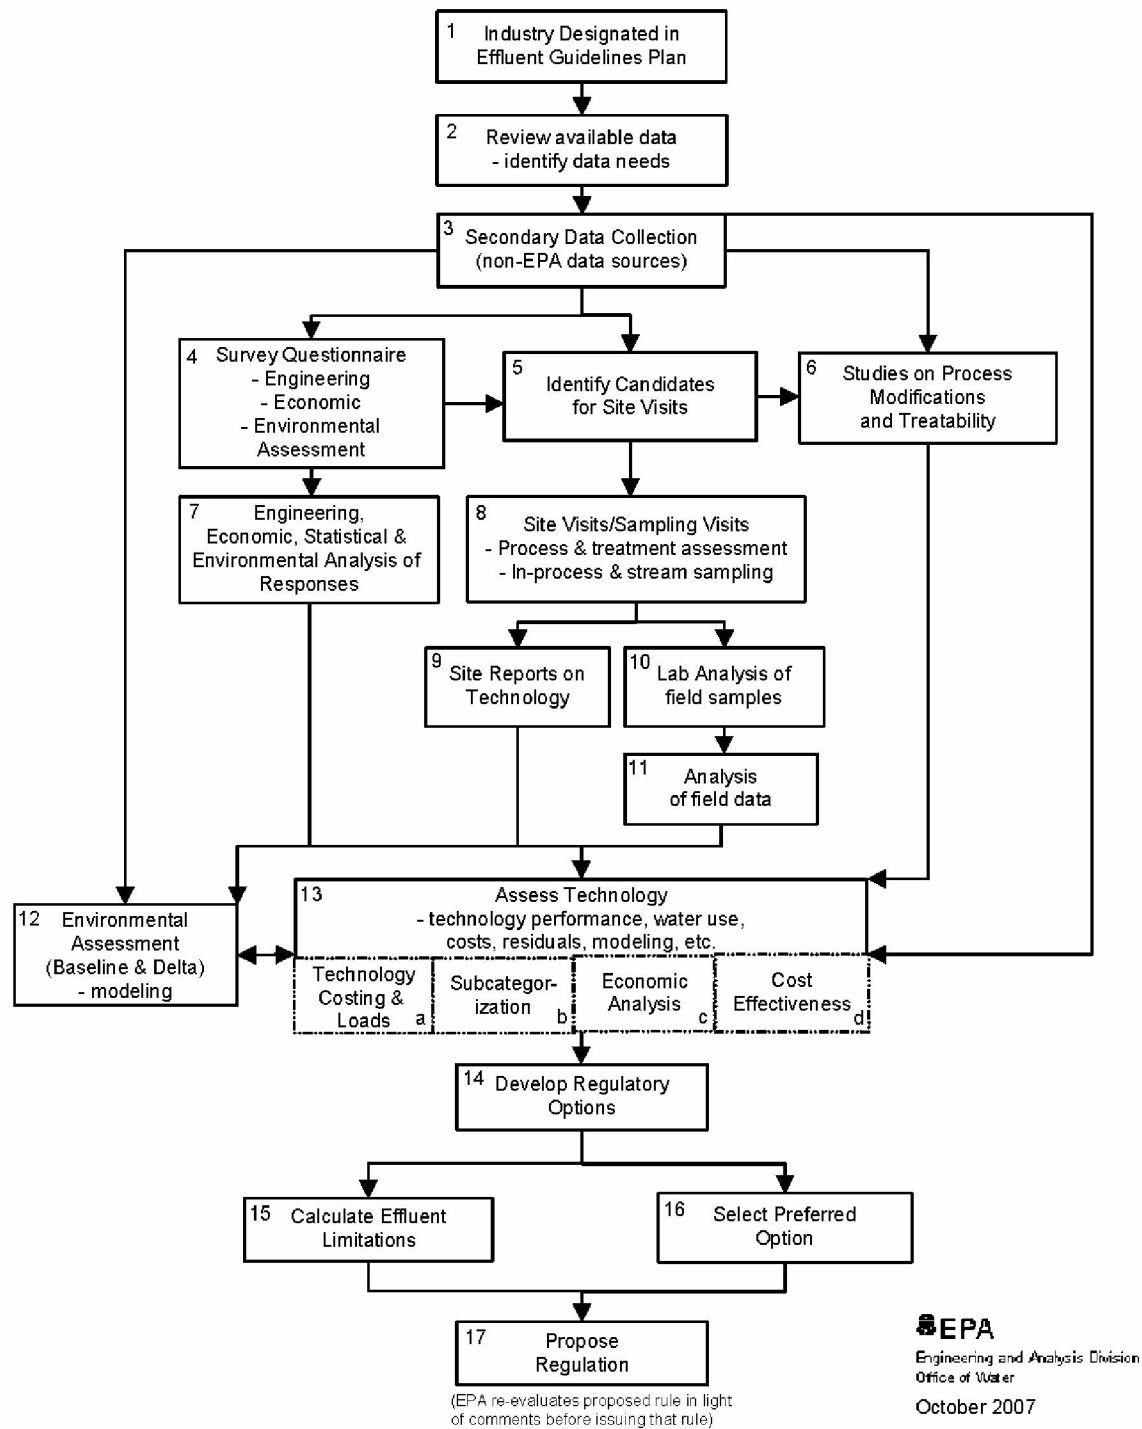 1 Industry Designated in
Effluent Guidelines Plan
2 Review available data
- identify data needs
3 Secondary Data Collection
(non-EPA data sources)
4 Survey Questionnaire
- Engineering
- Economic
- Environmental
Assessment
5 Identify Candidates
for Site Visits
6 Studies on Process
Modifications
and Treatability
7 Engineering,
Economic, Statistical &
Environmental Analysis of
Responses
8 Site Visits/Sampling Visits
- Process & treatment assessment
- In-process & stream sampling
9 Site Reports on
Technology
10 Lab Analysis of
field samples
11 Analysis
of field data
12 Environmental
Assessment
(Baseline & Delta)
- modeling
13 Assess Technology
- technology performance, water use,
costs, residuals, modeling, etc.
Technology
Costing &
Loads a
Subcategor-
ization b
Economic
Analysis c
Cost
Effectiveness d
14 Develop Regulatory
Options
15 Calculate Effluent
Limitations
16 Select Preferred
Option
17 Propose
Regulation
(EPA re-evaluates proposed rule in light
of comments before issuing that rule)
EPA
Engineering and Analysis Division
Office of Water
October 2007